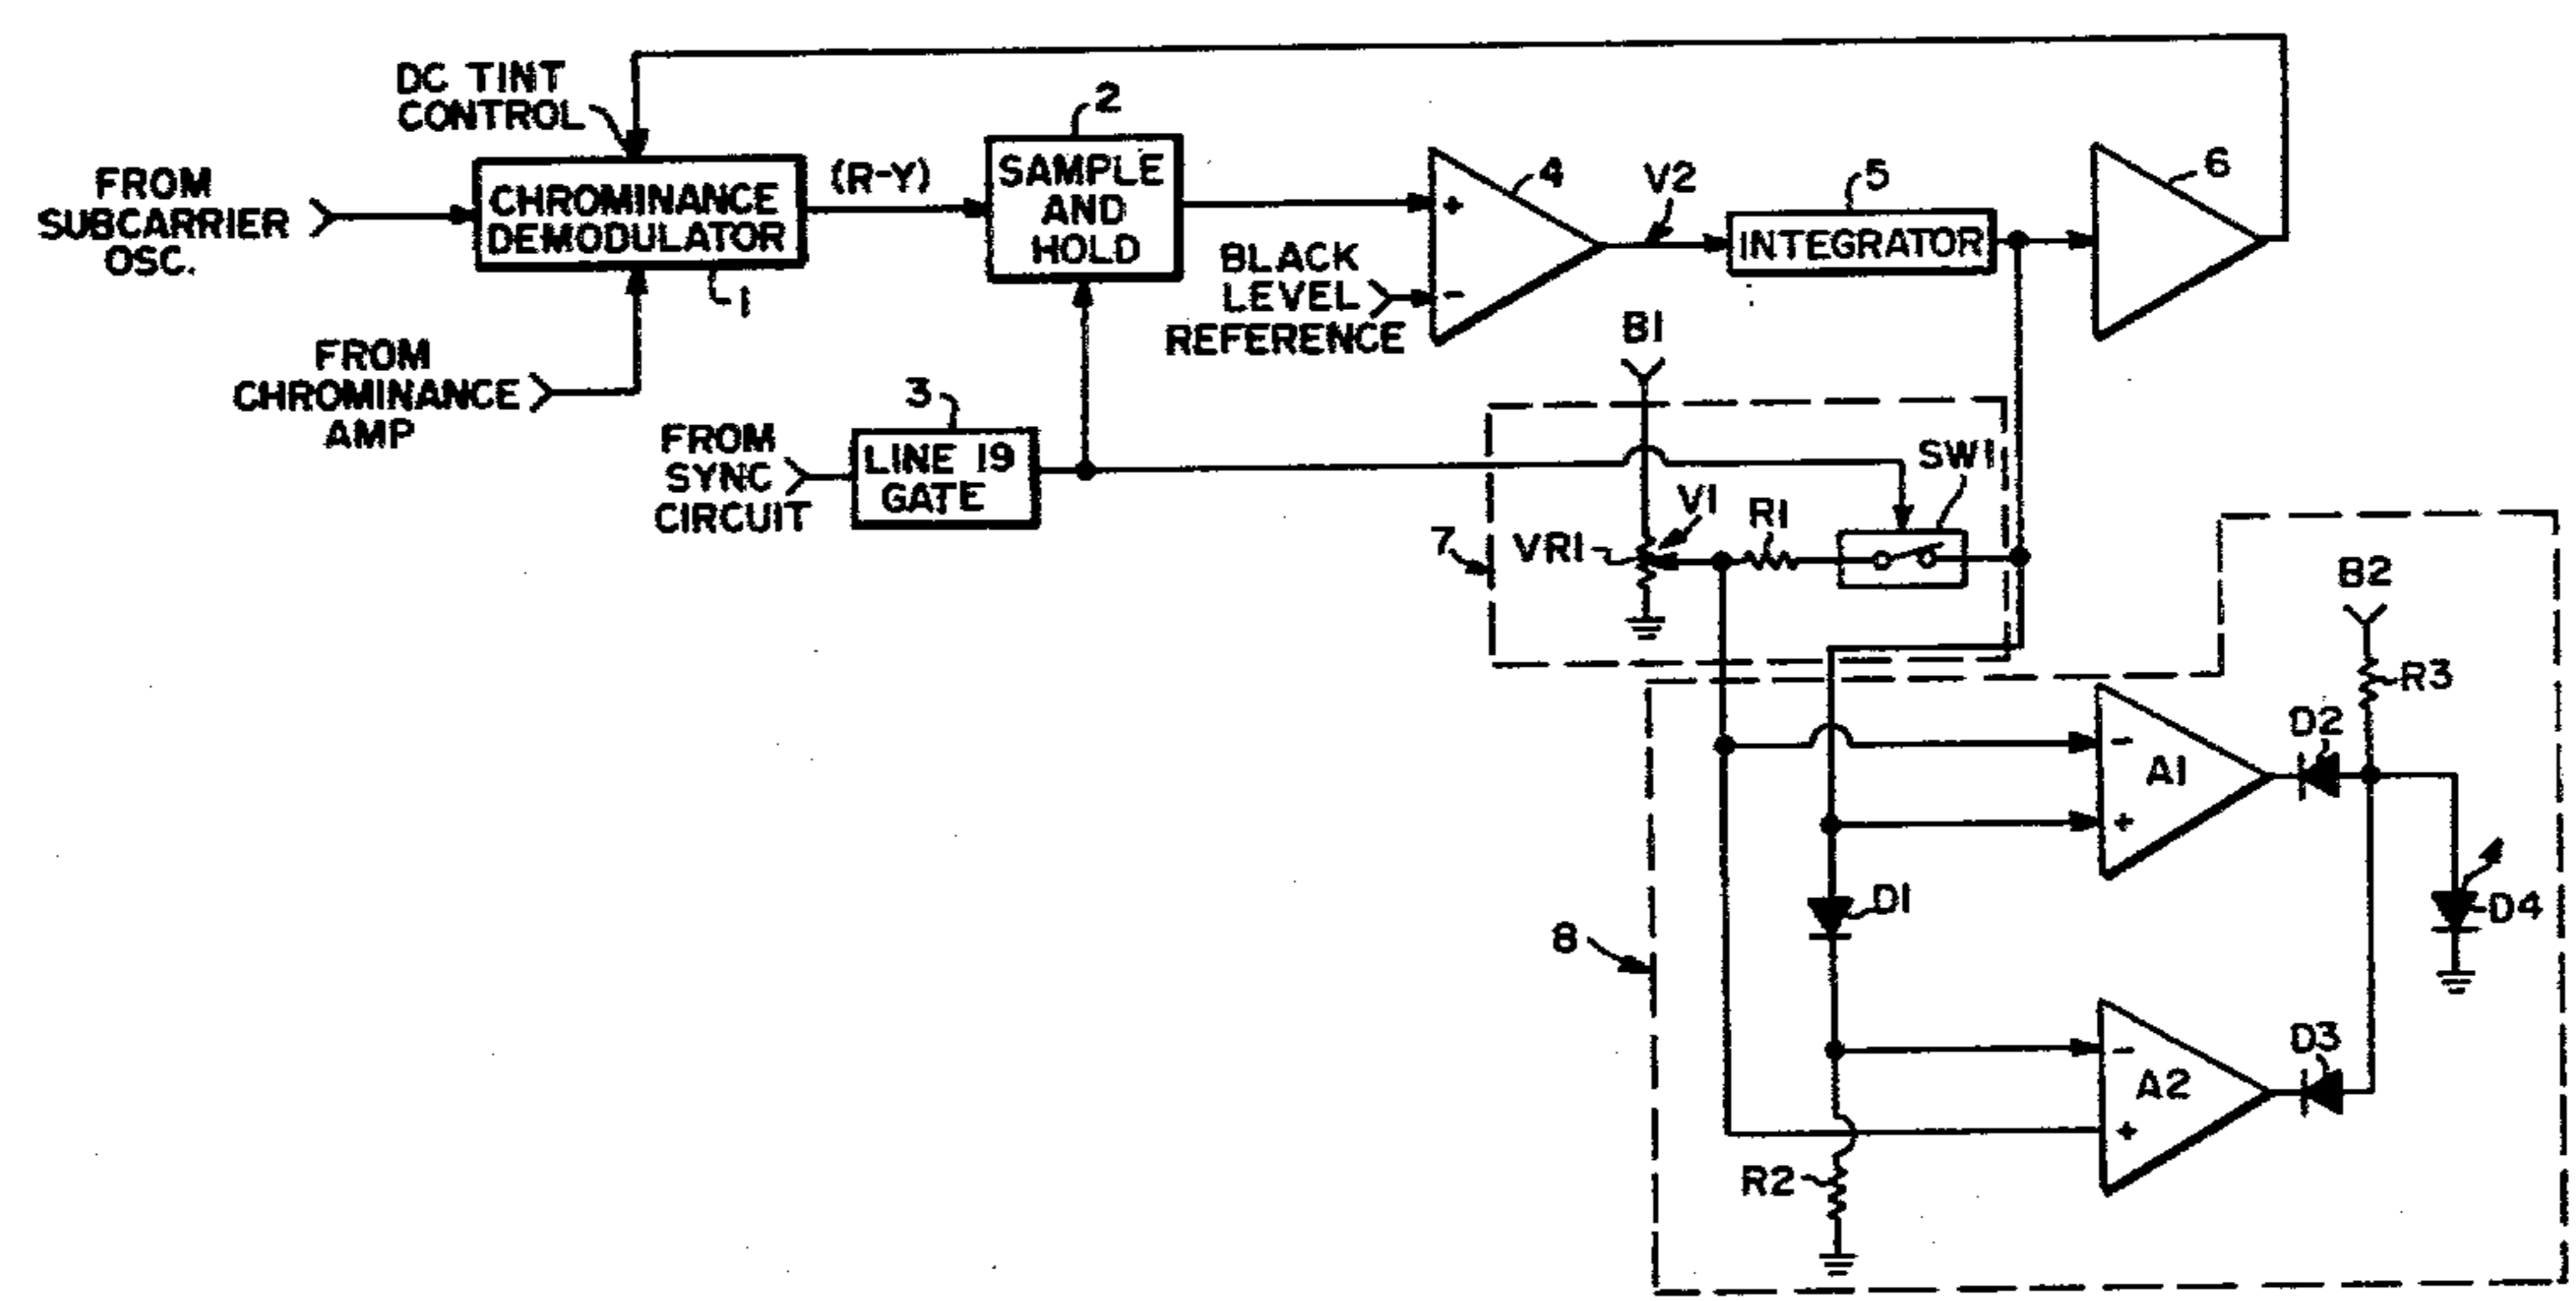 DC TINT
CONTROL
FROM
SUBCARRIER
OSC.
CHROMINANCE
DEMODULATOR
1
(R-Y)
2
SAMPLE
AND
HOLD
FROM
CHROMINANCE
AMP
FROM
SYNC
CIRCUIT
3
LINE 19
GATE
BLACK
LEVEL
REFERENCE
+
-
4
V2
5
INTEGRATOR
6
B1
7
VR1
V1
R1
SW1
8
B2
R3
-
A1
+
D2
D1
D4
-
A2
+
D3
R2